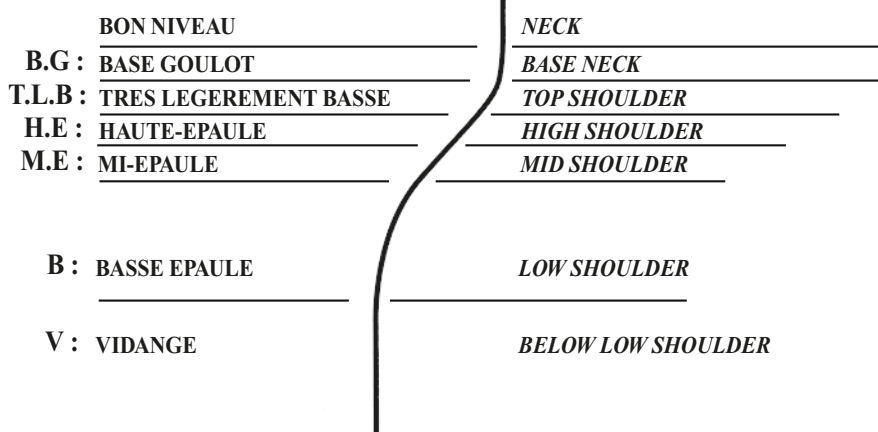 BON NIVEAU NECK
B.G : BASE GOULOT BASE NECK
T.L.B : TRES LEGEREMENT BASSE TOP SHOULDER
H.E : HAUTE-EPAULE HIGH SHOULDER
M.E : MI-EPAULE MID SHOULDER
B : BASSE EPAULE LOW SHOULDER
V : VIDANGE BELOW LOW SHOULDER